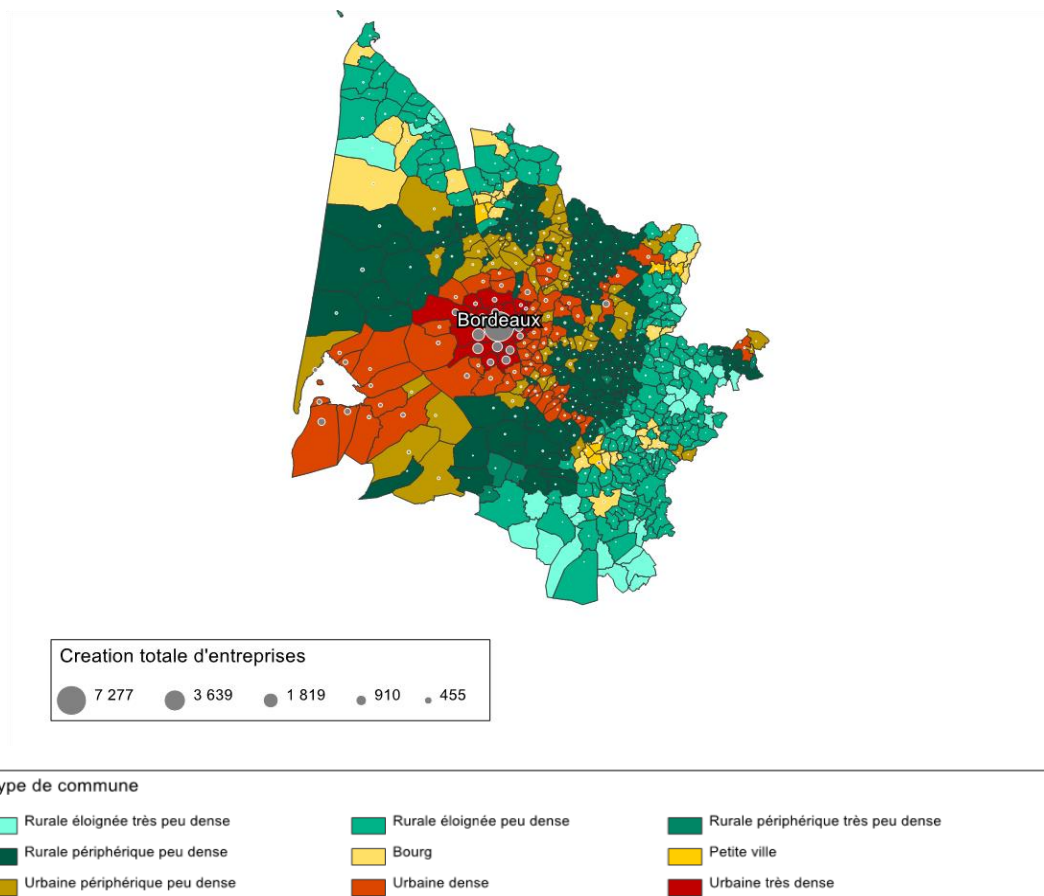 Bordeaux
Creation totale d'entreprises
7 277 3 639 1 819 910 455
ype de commune
Rurale éloignée très peu dense Rurale éloignée peu dense Rurale périphérique très peu dense
Rurale périphérique peu dense Bourg Petite ville
Urbaine périphérique peu dense Urbaine dense Urbaine très dense